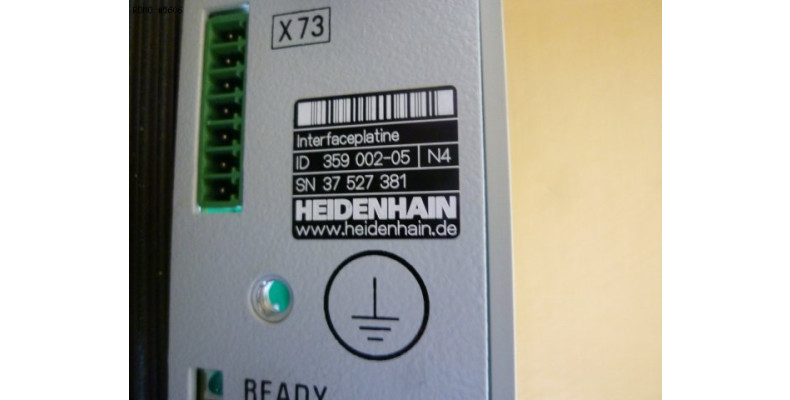 X73
Interfaceplatine
ID 359 002-05 N4
SN 37 527 381
HEIDENHAIN
www.heidenhain.de
READY